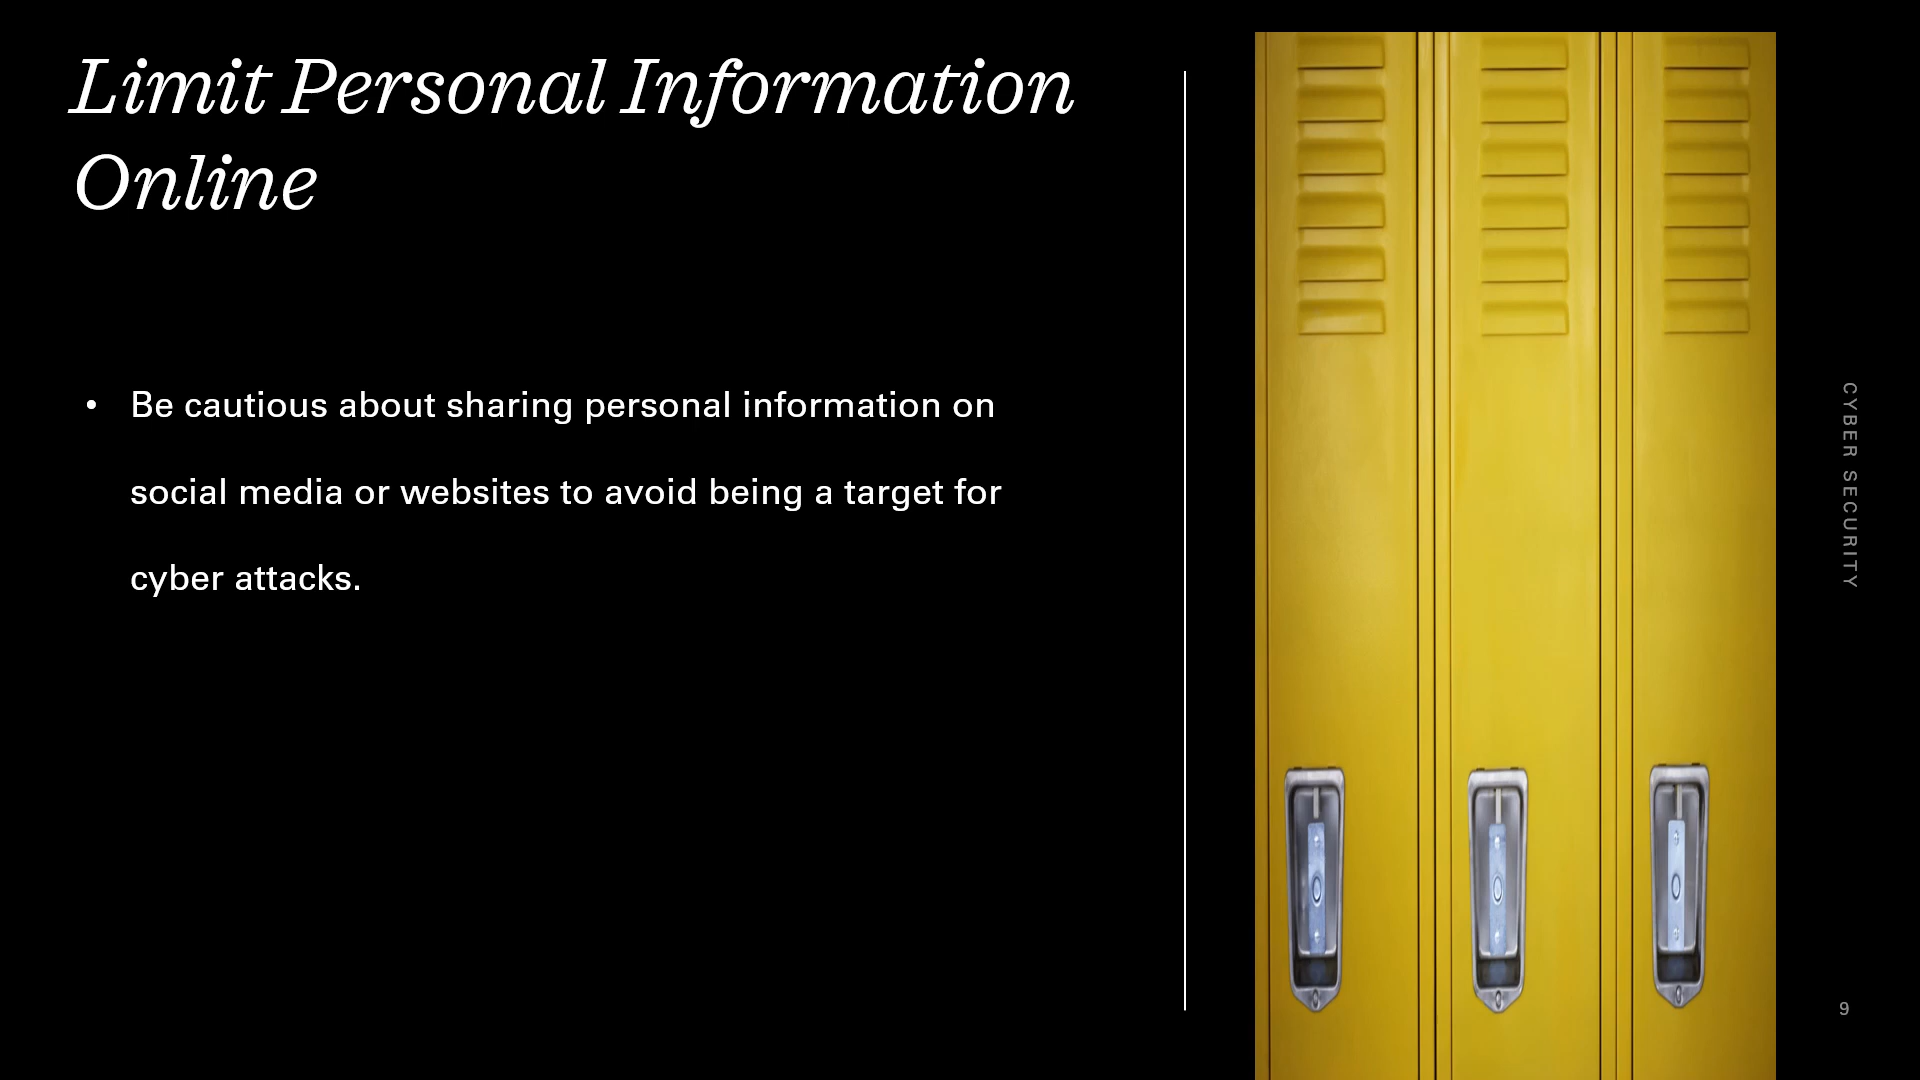 Limit Personal Information
Online
• Be cautious about sharing personal information on
social media or websites to avoid being a target for
cyber attacks.
CYBER SECURITY
9